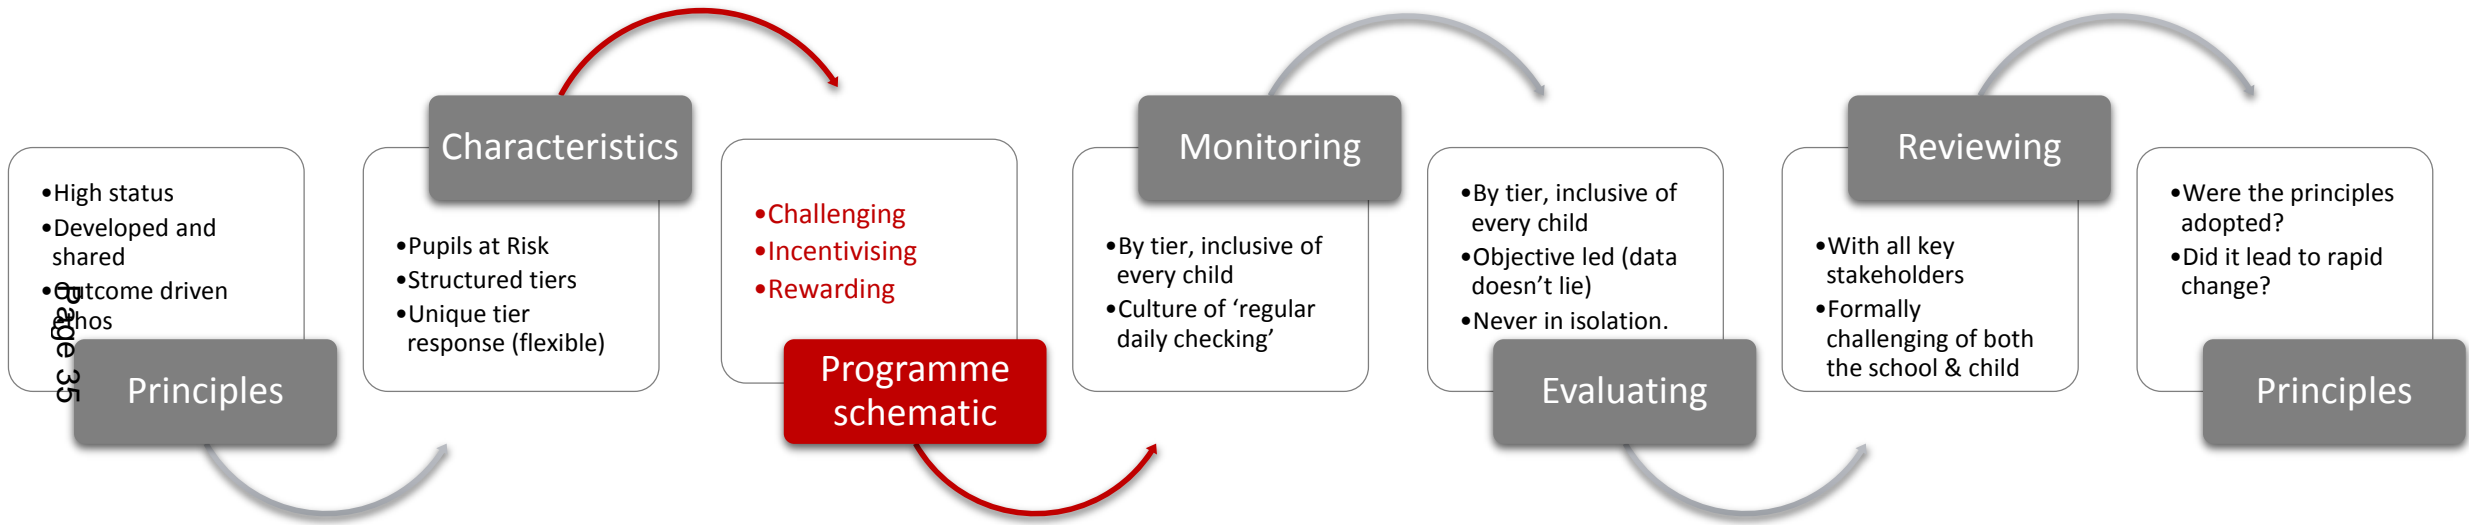 •High status
•Developed and
shared
•Outcome driven
ethos
Principles
Page 35
Characteristics
•Pupils at Risk
•Structured tiers
•Unique tier
response (flexible)
•Challenging
•Incentivising
•Rewarding
Programme
schematic
Monitoring
•By tier, inclusive of
every child
•Culture of ‘regular
daily checking’
•By tier, inclusive of
every child
•Objective led (data
doesn’t lie)
•Never in isolation.
Evaluating
Reviewing
•With all key
stakeholders
•Formally
challenging of both
the school & child
•Were the principles
adopted?
•Did it lead to rapid
change?
Principles